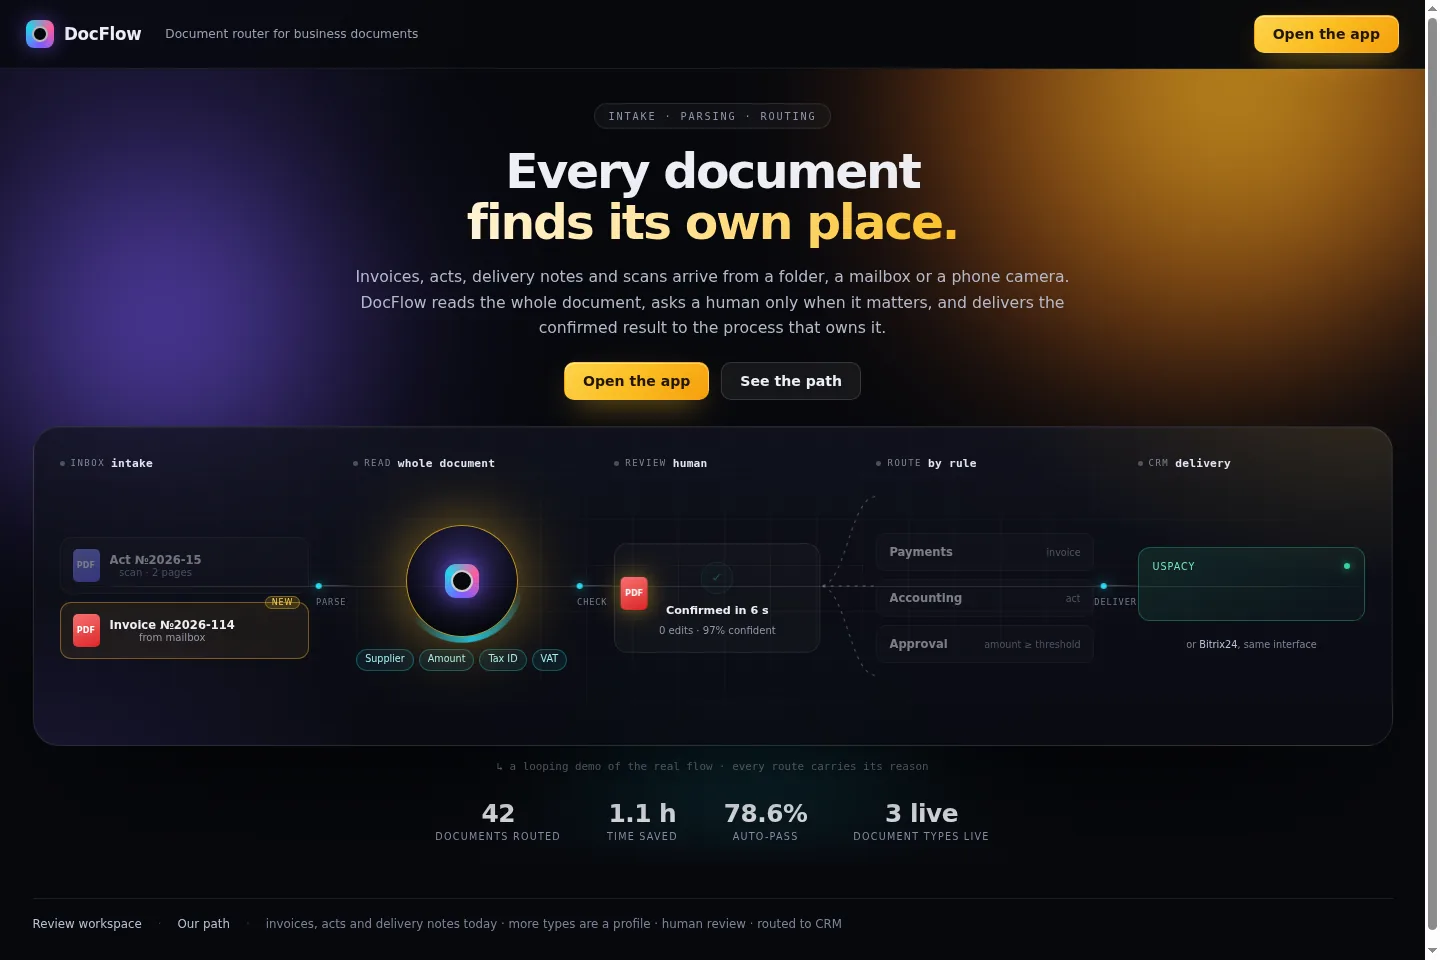 DocFlow
Document router for business documents
Open the app
INTAKE · PARSING · ROUTING
Every document
finds its own place.
Invoices, acts, delivery notes and scans arrive from a folder, a mailbox or a phone camera.
DocFlow reads the whole document, asks a human only when it matters, and delivers the
confirmed result to the process that owns it.
Open the app
See the path
INBOX intake
READ whole document
REVIEW human
ROUTE by rule
CRM delivery
PDF
Act №2026-15
scan · 2 pages
NEW
PDF
Invoice №2026-114
from mailbox
PARSE
Supplier
Amount
Tax ID
VAT
CHECK
PDF
✓
Confirmed in 6 s
0 edits · 97% confident
Payments
invoice
Accounting
act
Approval
amount ≥ threshold
DELIVER
USPACY
or Bitrix24, same interface
↳ a looping demo of the real flow · every route carries its reason
42
DOCUMENTS ROUTED
1.1 h
TIME SAVED
78.6%
AUTO-PASS
3 live
DOCUMENT TYPES LIVE
Review workspace · Our path · invoices, acts and delivery notes today · more types are a profile · human review · routed to CRM